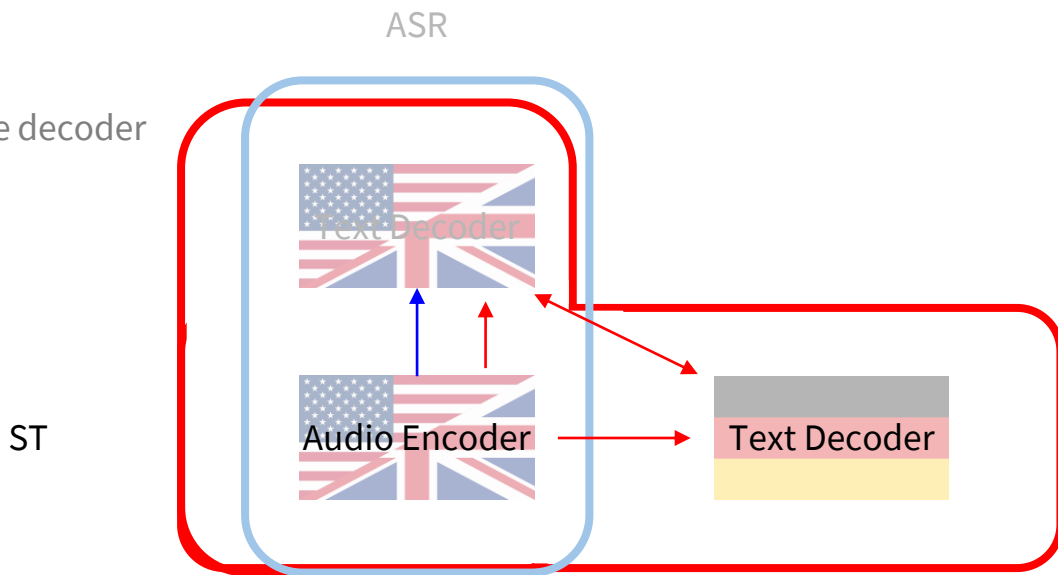 ASR
e decoder
Text Decoder
ST
Audio Encoder
Text Decoder